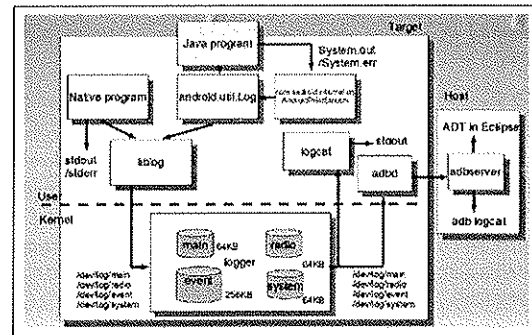 Target
Java program
System.out
/System.err
Native program
android.util.Log
Host
ADT in Eclipse
stdout
/stderr
liblog
logcat
stdout
adbd
adbserver
adb logcat
User
Kernel
main
64KB
radio
64KB
logger
event
256KB
system
64KB
/dev/log/main
/dev/log/radio
/dev/log/event
/dev/log/system
/dev/log/main
/dev/log/radio
/dev/log/event
/dev/log/system